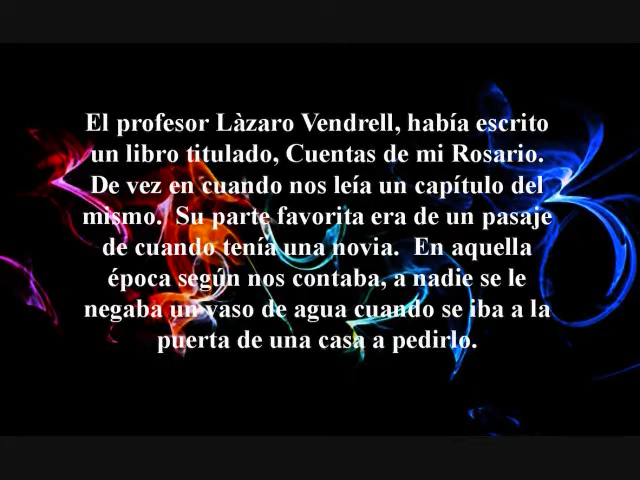 El profesor Làzaro Vendrell, había escrito
un libro titulado, Cuentas de mi Rosario.
De vez en cuando nos leía un capítulo del
mismo.  Su parte favorita era de un pasaje
de cuando tenía una novia.  En aquella
época según nos contaba, a nadie se le
negaba un vaso de agua cuando se iba a la
puerta de una casa a pedirlo.